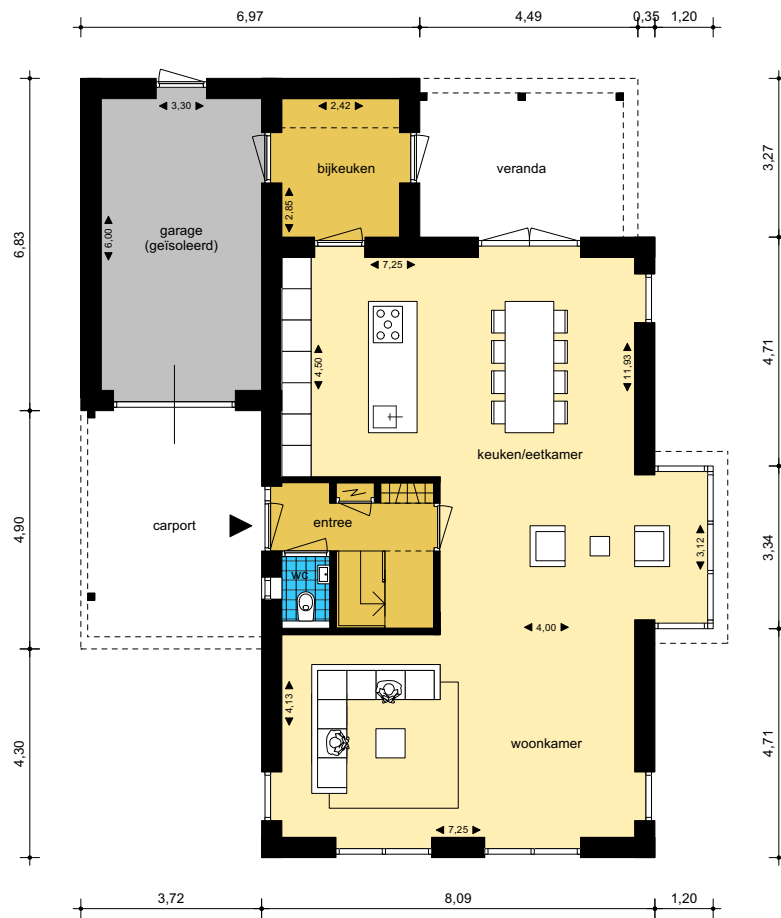 6,97
4,49
0,35
1,20
3,30
2,42
bijkeuken
veranda
3,27
2,85
6,00
garage
(geïsoleerd)
6,83
7,25
4,50
11,93
4,71
keuken/eetkamer
carport
entree
4,90
3,12
3,34
WC
4,00
4,13
woonkamer
4,30
4,71
7,25
3,72
8,09
1,20